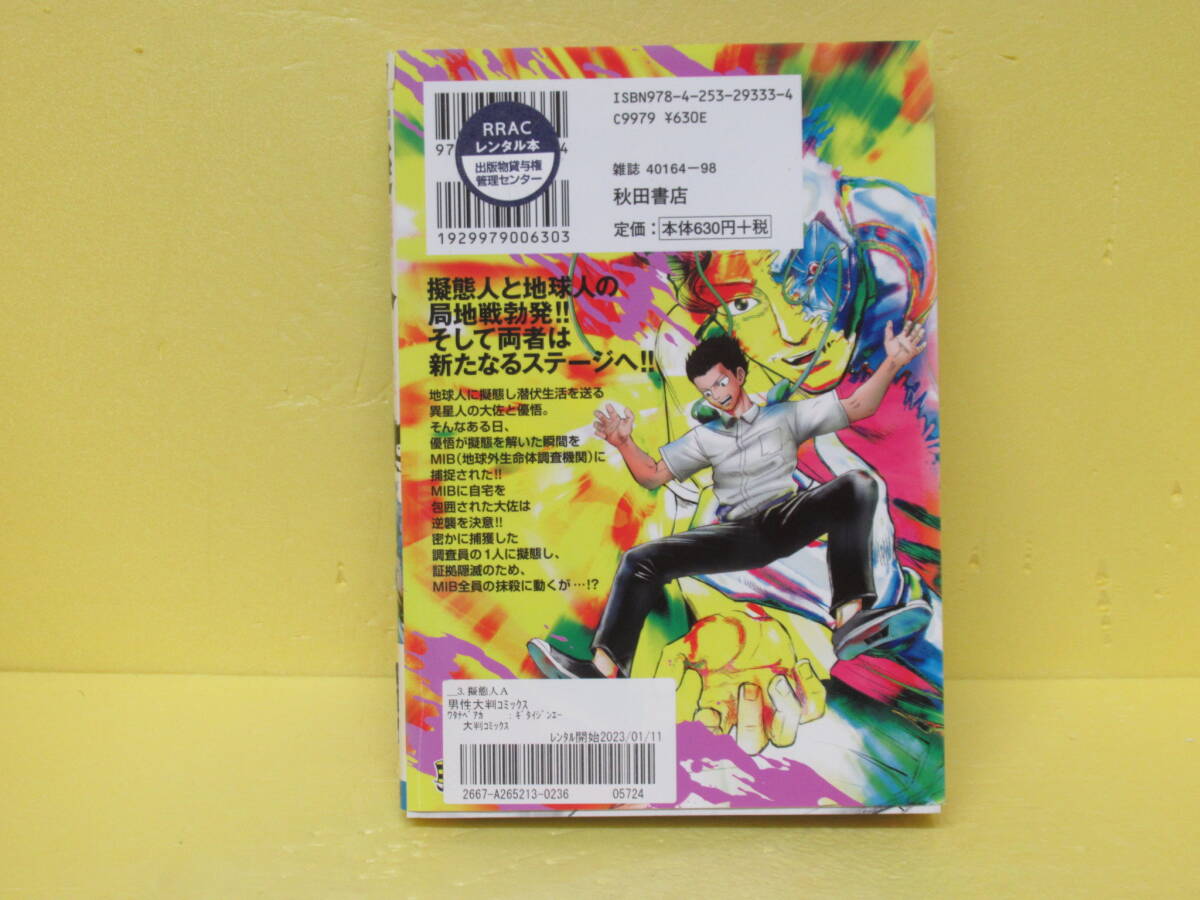 ISBN978-4-253-29333-4
C9979 ¥630E
97
4
RRAC
レンタル本
出版物貸与権
管理センター
1929979006303
雑誌 40164-98
秋田書店
定価：本体630円+税
擬態人と地球人の
局地戦勃発!!
そして両者は
新たなるステージへ!!
地球人に擬態し潜伏生活を送る
異星人の大佐と優悟。
そんなある日、
優悟が擬態を解いた瞬間を
MIB（地球外生命体調査機関）に
捕捉された!!
MIBに自宅を
包囲された大佐は
逆襲を決意!!
密かに捕獲した
調査員の1人に擬態し、
証拠隠滅のため、
MIB全員の抹殺に動くが…!?
__3.擬態人A
男性大判コミックス
ﾜﾀﾅﾍﾞｱｶ : ｷﾞﾀｲｼﾞﾝｴｰ
大判コミックス
レンタル開始2023/01/11
2667-A265213-0236 05724